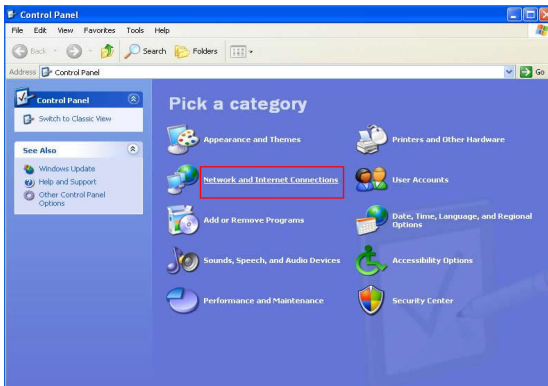 Control Panel
File Edit View Favorites Tools Help
Back Search Folders
Address Control Panel Go
Control Panel
Switch to Classic View
See Also
Windows Update
Help and Support
Other Control Panel
Options
Pick a category
Appearance and Themes
Printers and Other Hardware
Network and Internet Connections
User Accounts
Add or Remove Programs
Date, Time, Language, and Regional
Options
Sounds, Speech, and Audio Devices
Accessibility Options
Performance and Maintenance
Security Center